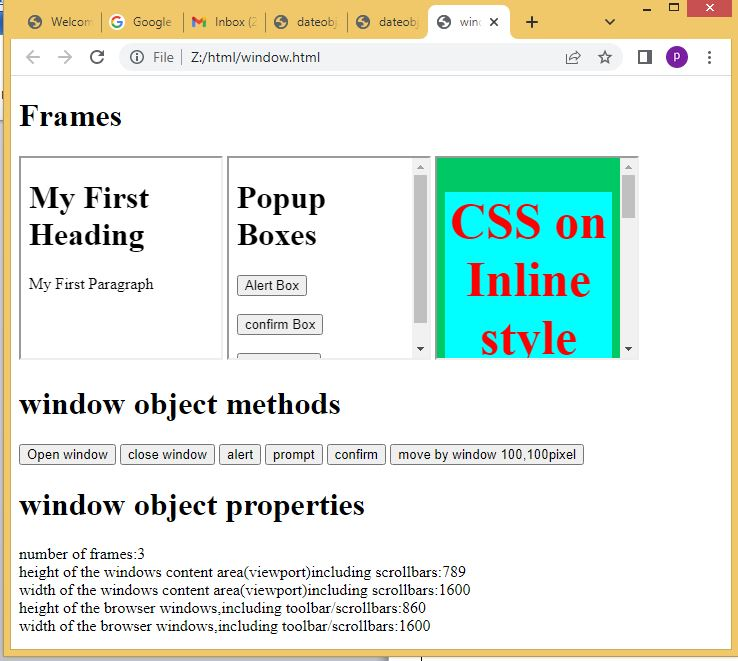 Welcom
Google
Inbox (2
dateobj
dateobj
wind
File
Z:/html/window.html
P
Frames
My First
Heading
My First Paragraph
Popup
Boxes
Alert Box
confirm Box
CSS on
Inline
style
window object methods
Open window
close window
alert
prompt
confirm
move by window 100,100pixel
window object properties
number of frames:3
height of the windows content area(viewport)including scrollbars:789
width of the windows content area(viewport)including scrollbars:1600
height of the browser windows,including toolbar/scrollbars:860
width of the browser windows,including toolbar/scrollbars:1600